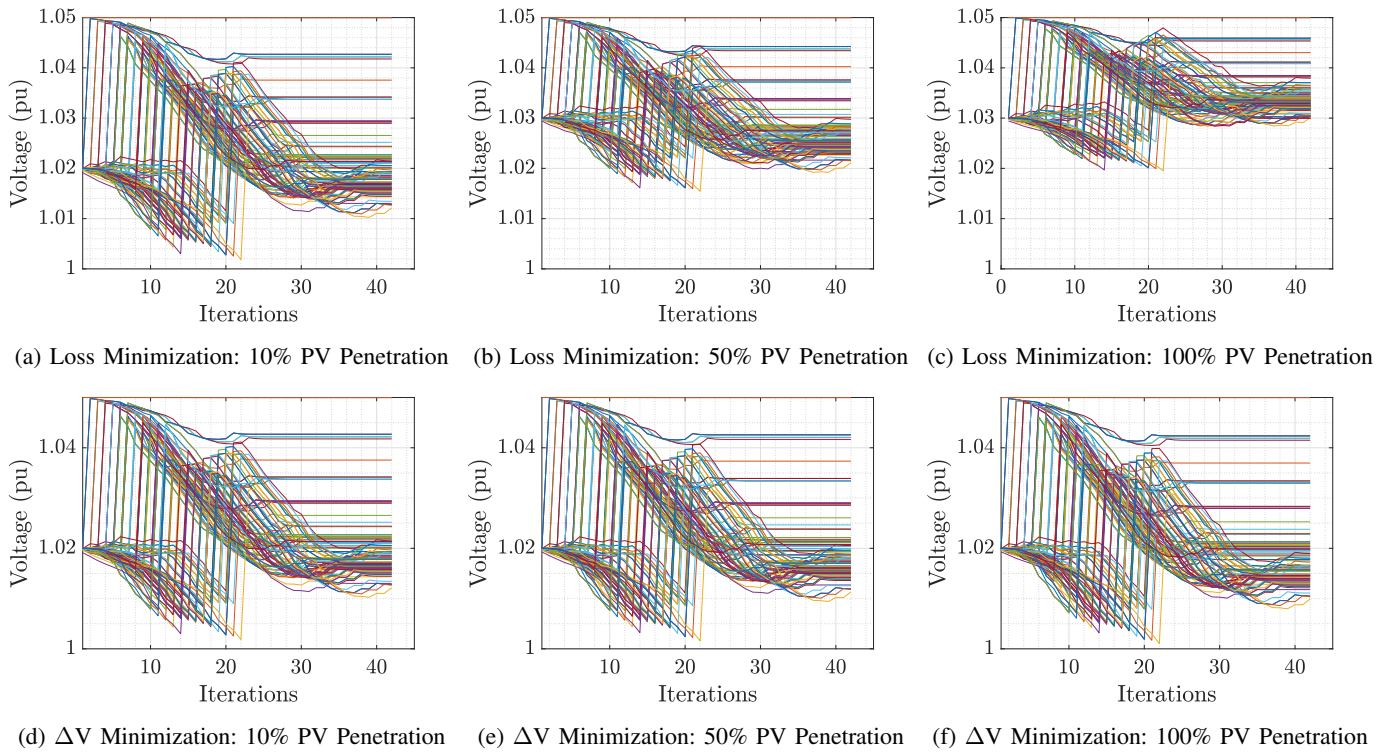 1.05
1.04
1.03
1.02
1.01
1
Voltage (pu)
10 20 30 40
Iterations
(a) Loss Minimization: 10% PV Penetration
1.05
1.04
1.03
1.02
1.01
1
Voltage (pu)
10 20 30 40
Iterations
(b) Loss Minimization: 50% PV Penetration
1.05
1.04
1.03
1.02
1.01
1
Voltage (pu)
0 10 20 30 40
Iterations
(c) Loss Minimization: 100% PV Penetration
1.04
1.02
1
Voltage (pu)
10 20 30 40
Iterations
(d) ΔV Minimization: 10% PV Penetration
1.04
1.02
1
Voltage (pu)
10 20 30 40
Iterations
(e) ΔV Minimization: 50% PV Penetration
1.04
1.02
1
Voltage (pu)
10 20 30 40
Iterations
(f) ΔV Minimization: 100% PV Penetration